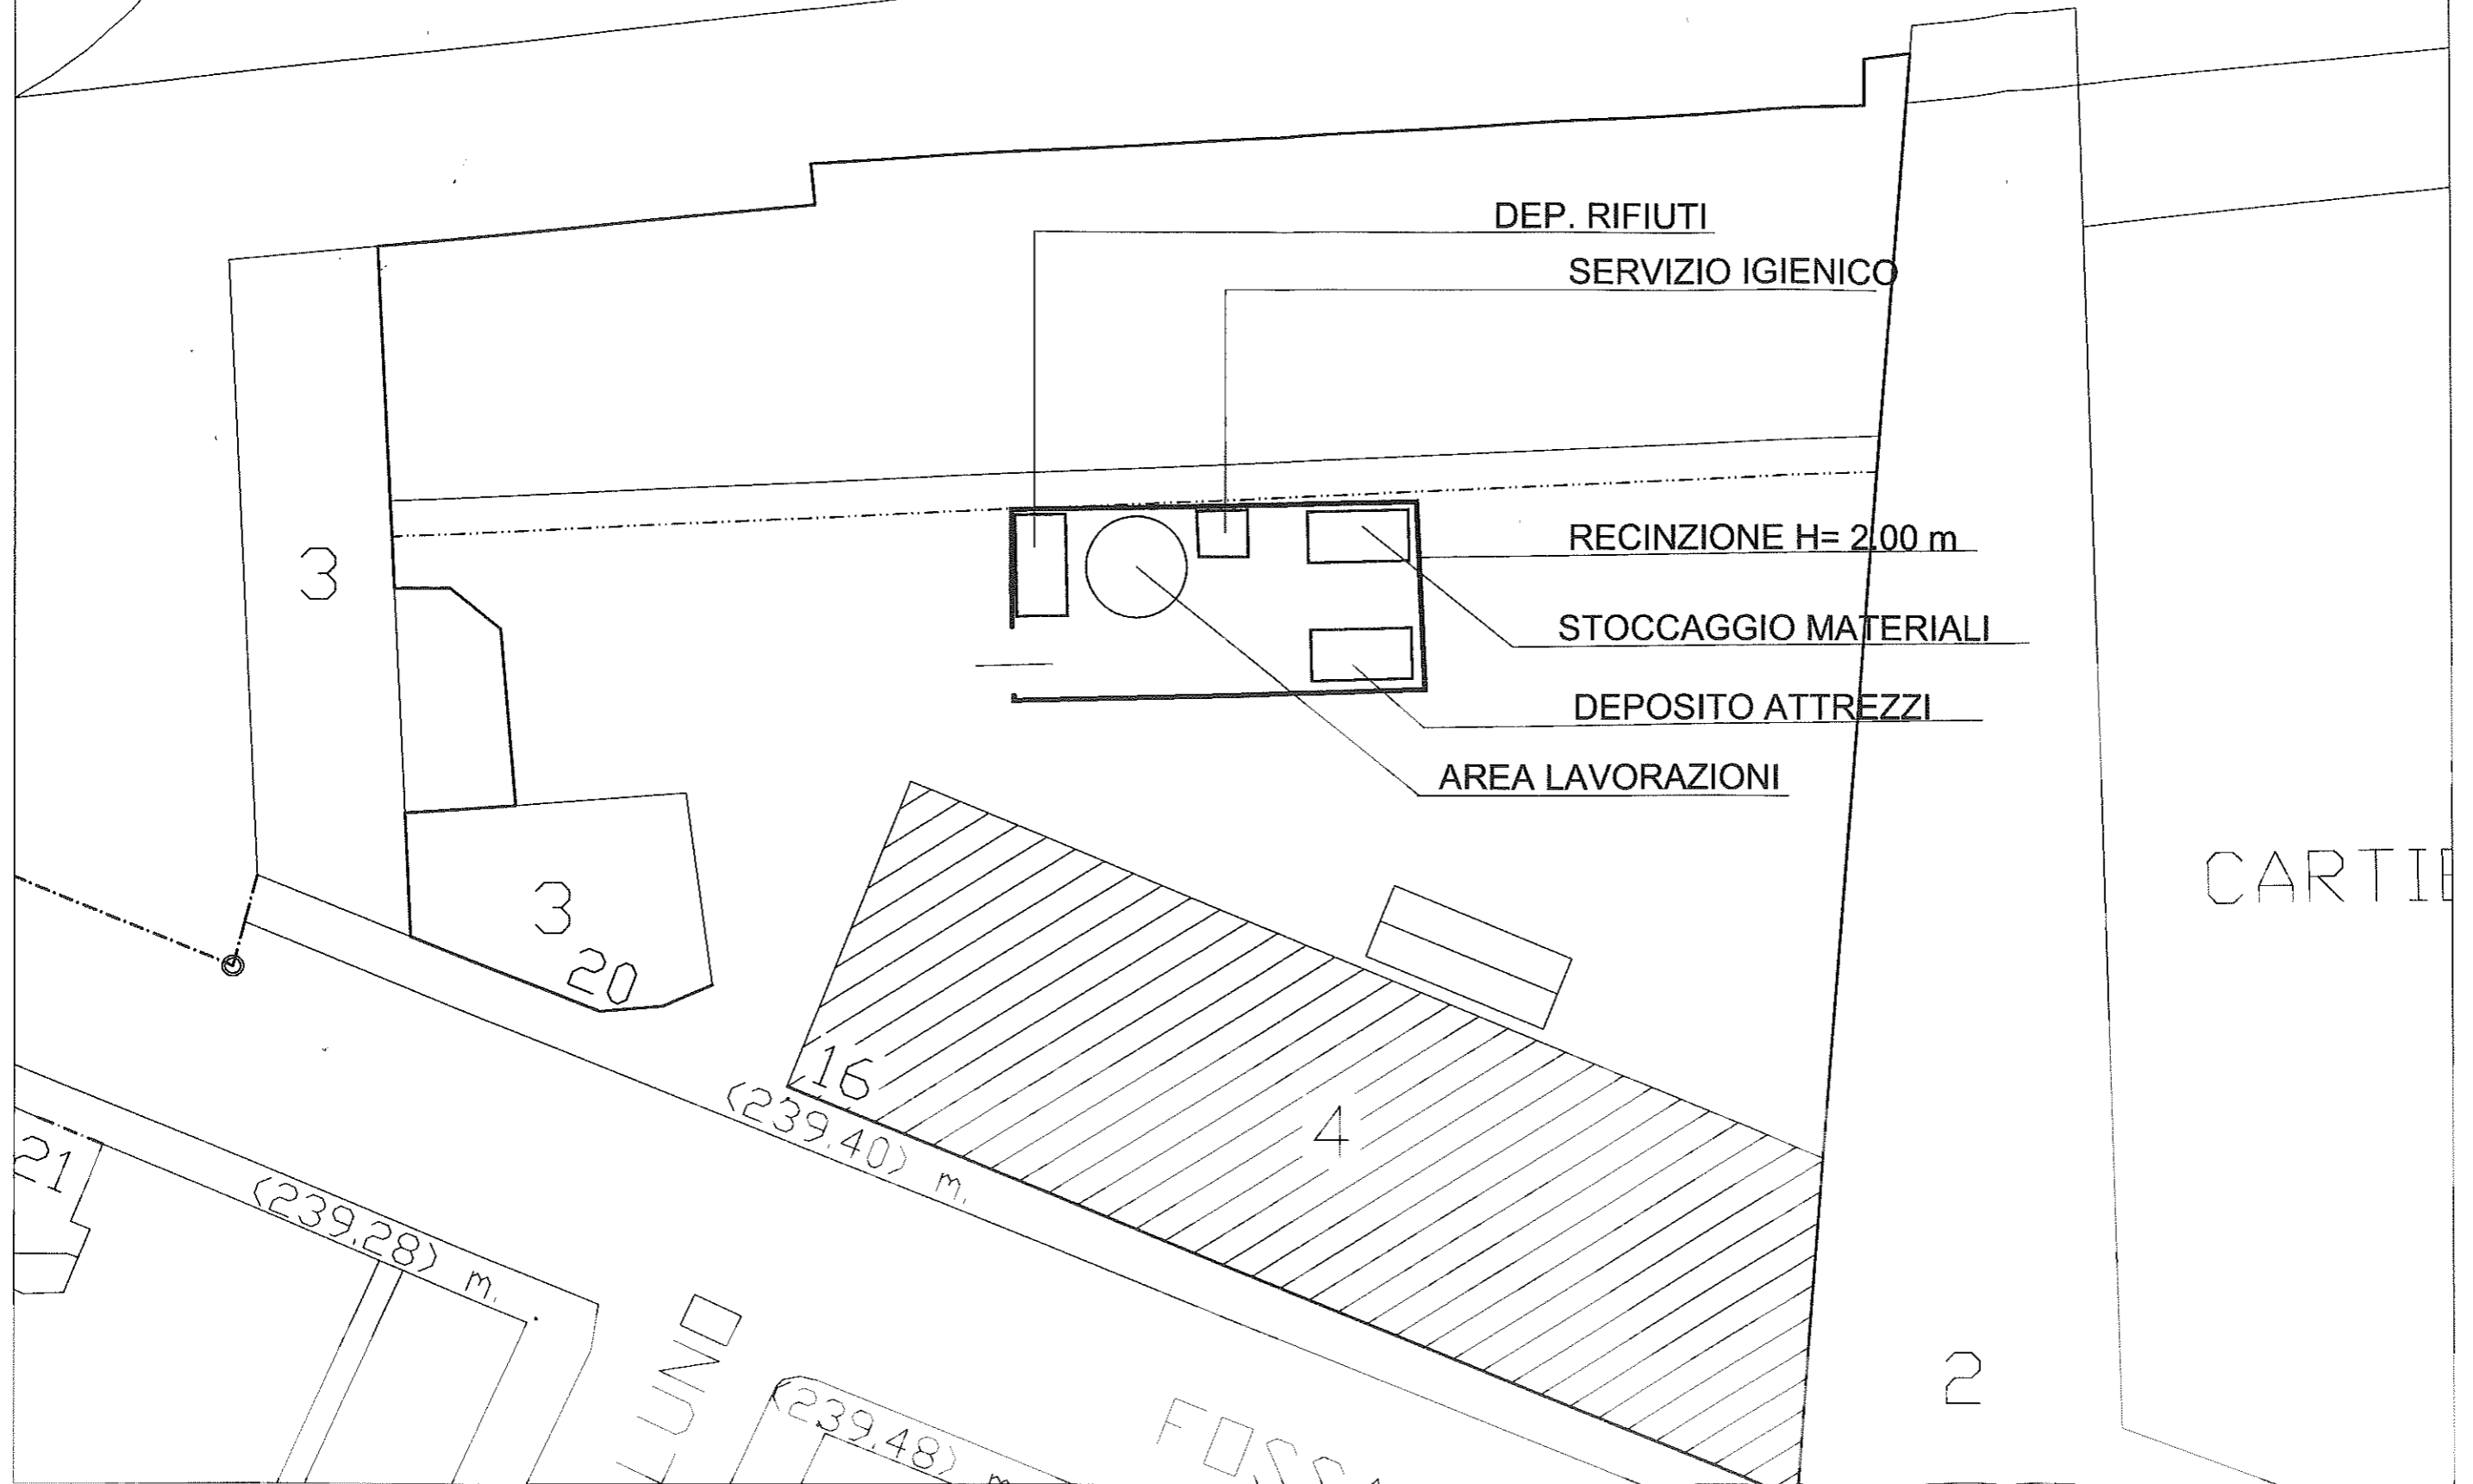 DEP. RIFIUTI
SERVIZIO IGIENICO
RECINZIONE H= 2.00 m
3
STOCCAGGIO MATERIALI
DEPOSITO ATTREZZI
AREA LAVORAZIONI
3
20
16
(239.40) m.
4
21
(239.28) m.
2
(239.48) m